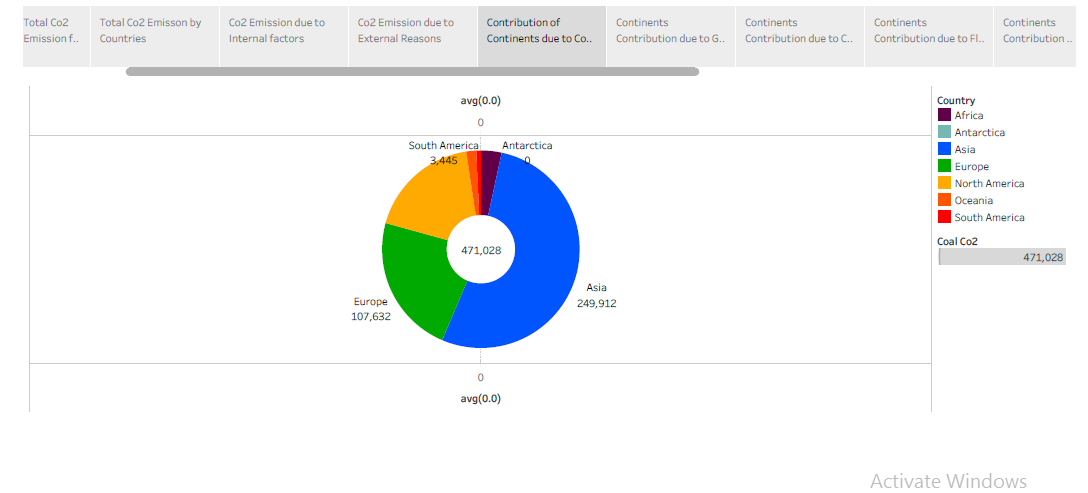 Total Co2
Emission f..
Total Co2 Emisson by
Countries
Co2 Emission due to
Internal factors
Co2 Emission due to
External Reasons
Contribution of
Continents due to Co..
Continents
Contribution due to G..
Continents
Contribution due to C..
Continents
Contribution due to Fl..
Continents
Contribution ..
avg(0.0)
0
South America
3,445
Antarctica
0
471,028
Asia
249,912
Europe
107,632
0
avg(0.0)
Country
Africa
Antarctica
Asia
Europe
North America
Oceania
South America
Coal Co2
471,028
Activate Windows